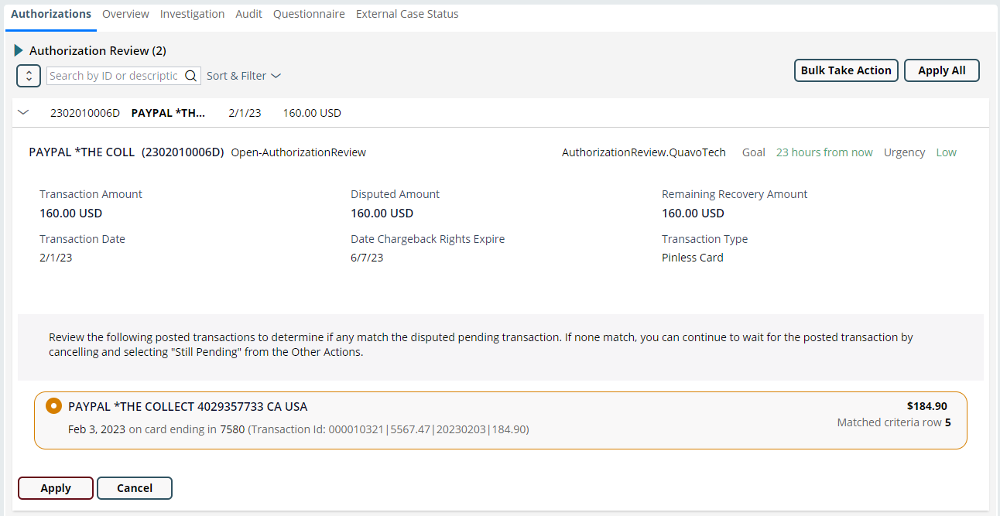 Authorizations Overview Investigation Audit Questionnaire External Case Status
Authorization Review (2)
Search by ID or descriptic Sort & Filter Bulk Take Action Apply All
2302010006D PAYPAL *TH... 2/1/23 160.00 USD
PAYPAL *THE COLL (2302010006D) Open-AuthorizationReview AuthorizationReview.QuavoTech Goal 23 hours from now Urgency Low
Transaction Amount Disputed Amount Remaining Recovery Amount
160.00 USD 160.00 USD 160.00 USD
Transaction Date Date Chargeback Rights Expire Transaction Type
2/1/23 6/7/23 Pinless Card
Review the following posted transactions to determine if any match the disputed pending transaction. If none match, you can continue to wait for the posted transaction by
cancelling and selecting "Still Pending" from the Other Actions.
PAYPAL *THE COLLECT 4029357733 CA USA $184.90
Feb 3, 2023 on card ending in 7580 (Transaction Id: 000010321|5567.47|20230203|184.90) Matched criteria row 5
Apply Cancel